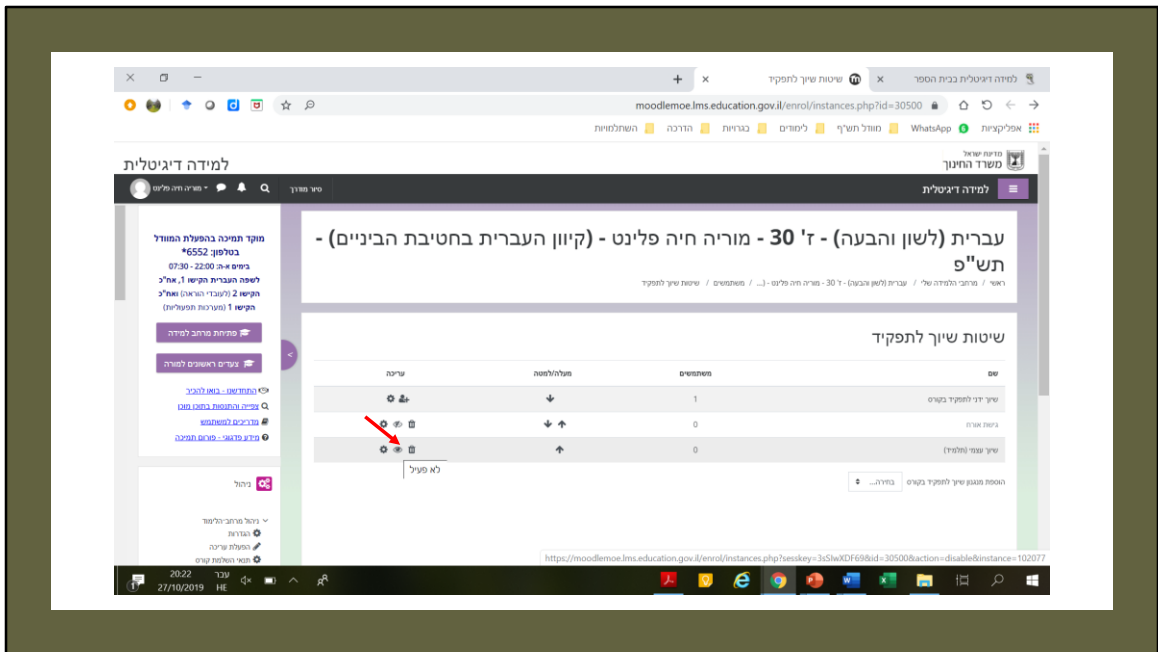 למידה דיגיטלית בבית הספר
שיטות שיוך לתפקיד
moodlemoe.lms.education.gov.il/enrol/instances.php?id=30500
אפליקציות
WhatsApp
מוודל תש"ף
לימודים
בגרויות
הדרכה
השתלמויות
מדינת ישראל
משרד החינוך
למידה דיגיטלית
למידה דיגיטלית
סיור מודרך
מוריה חיה פלינט
עברית (לשון והבעה) - ז' 30 - מוריה חיה פלינט - (קיוון העברית בחטיבת הביניים) -
תש"פ
ראשי / מרחבי הלמידה שלי / עברית (לשון והבעה) - ז' 30 - מוריה חיה פלינט - (... / משתמשים / שיטות שיוך לתפקיד
שיטות שיוך לתפקיד
שם משתמשים מעלה/למטה עריכה
שיוך ידני לתפקיד בקורס 1
גישת אורח 0
שיוך עצמי (תלמיד) 0
לא פעיל
הוספת מנגנון שיוך לתפקיד בקורס בחירה...
מוקד תמיכה בהפעלת המוודל
בטלפון: 6552*
בימים א-ה: 22:00 - 07:30
לשפה העברית הקישו 1, אח"כ
הקישו 2 (לעובדי הוראה) ואח"כ
הקישו 1 (מערכות תפעוליות)
פתיחת מרחב למידה
צעדים ראשונים למורה
התחדשנו - בואו להכיר
צפייה והתנסות בתוכן מוכן
מדריכים למשתמש
מידע פדגוגי - פורום תמיכה
ניהול
ניהול מרחב-הלימוד
הגדרות
הפעלת עריכה
תנאי השלמת קורס
https://moodlemoe.lms.education.gov.il/enrol/instances.php?sesskey=3sSlwXDF69&id=30500&action=disable&instance=102077
20:22
27/10/2019
עבר
HE